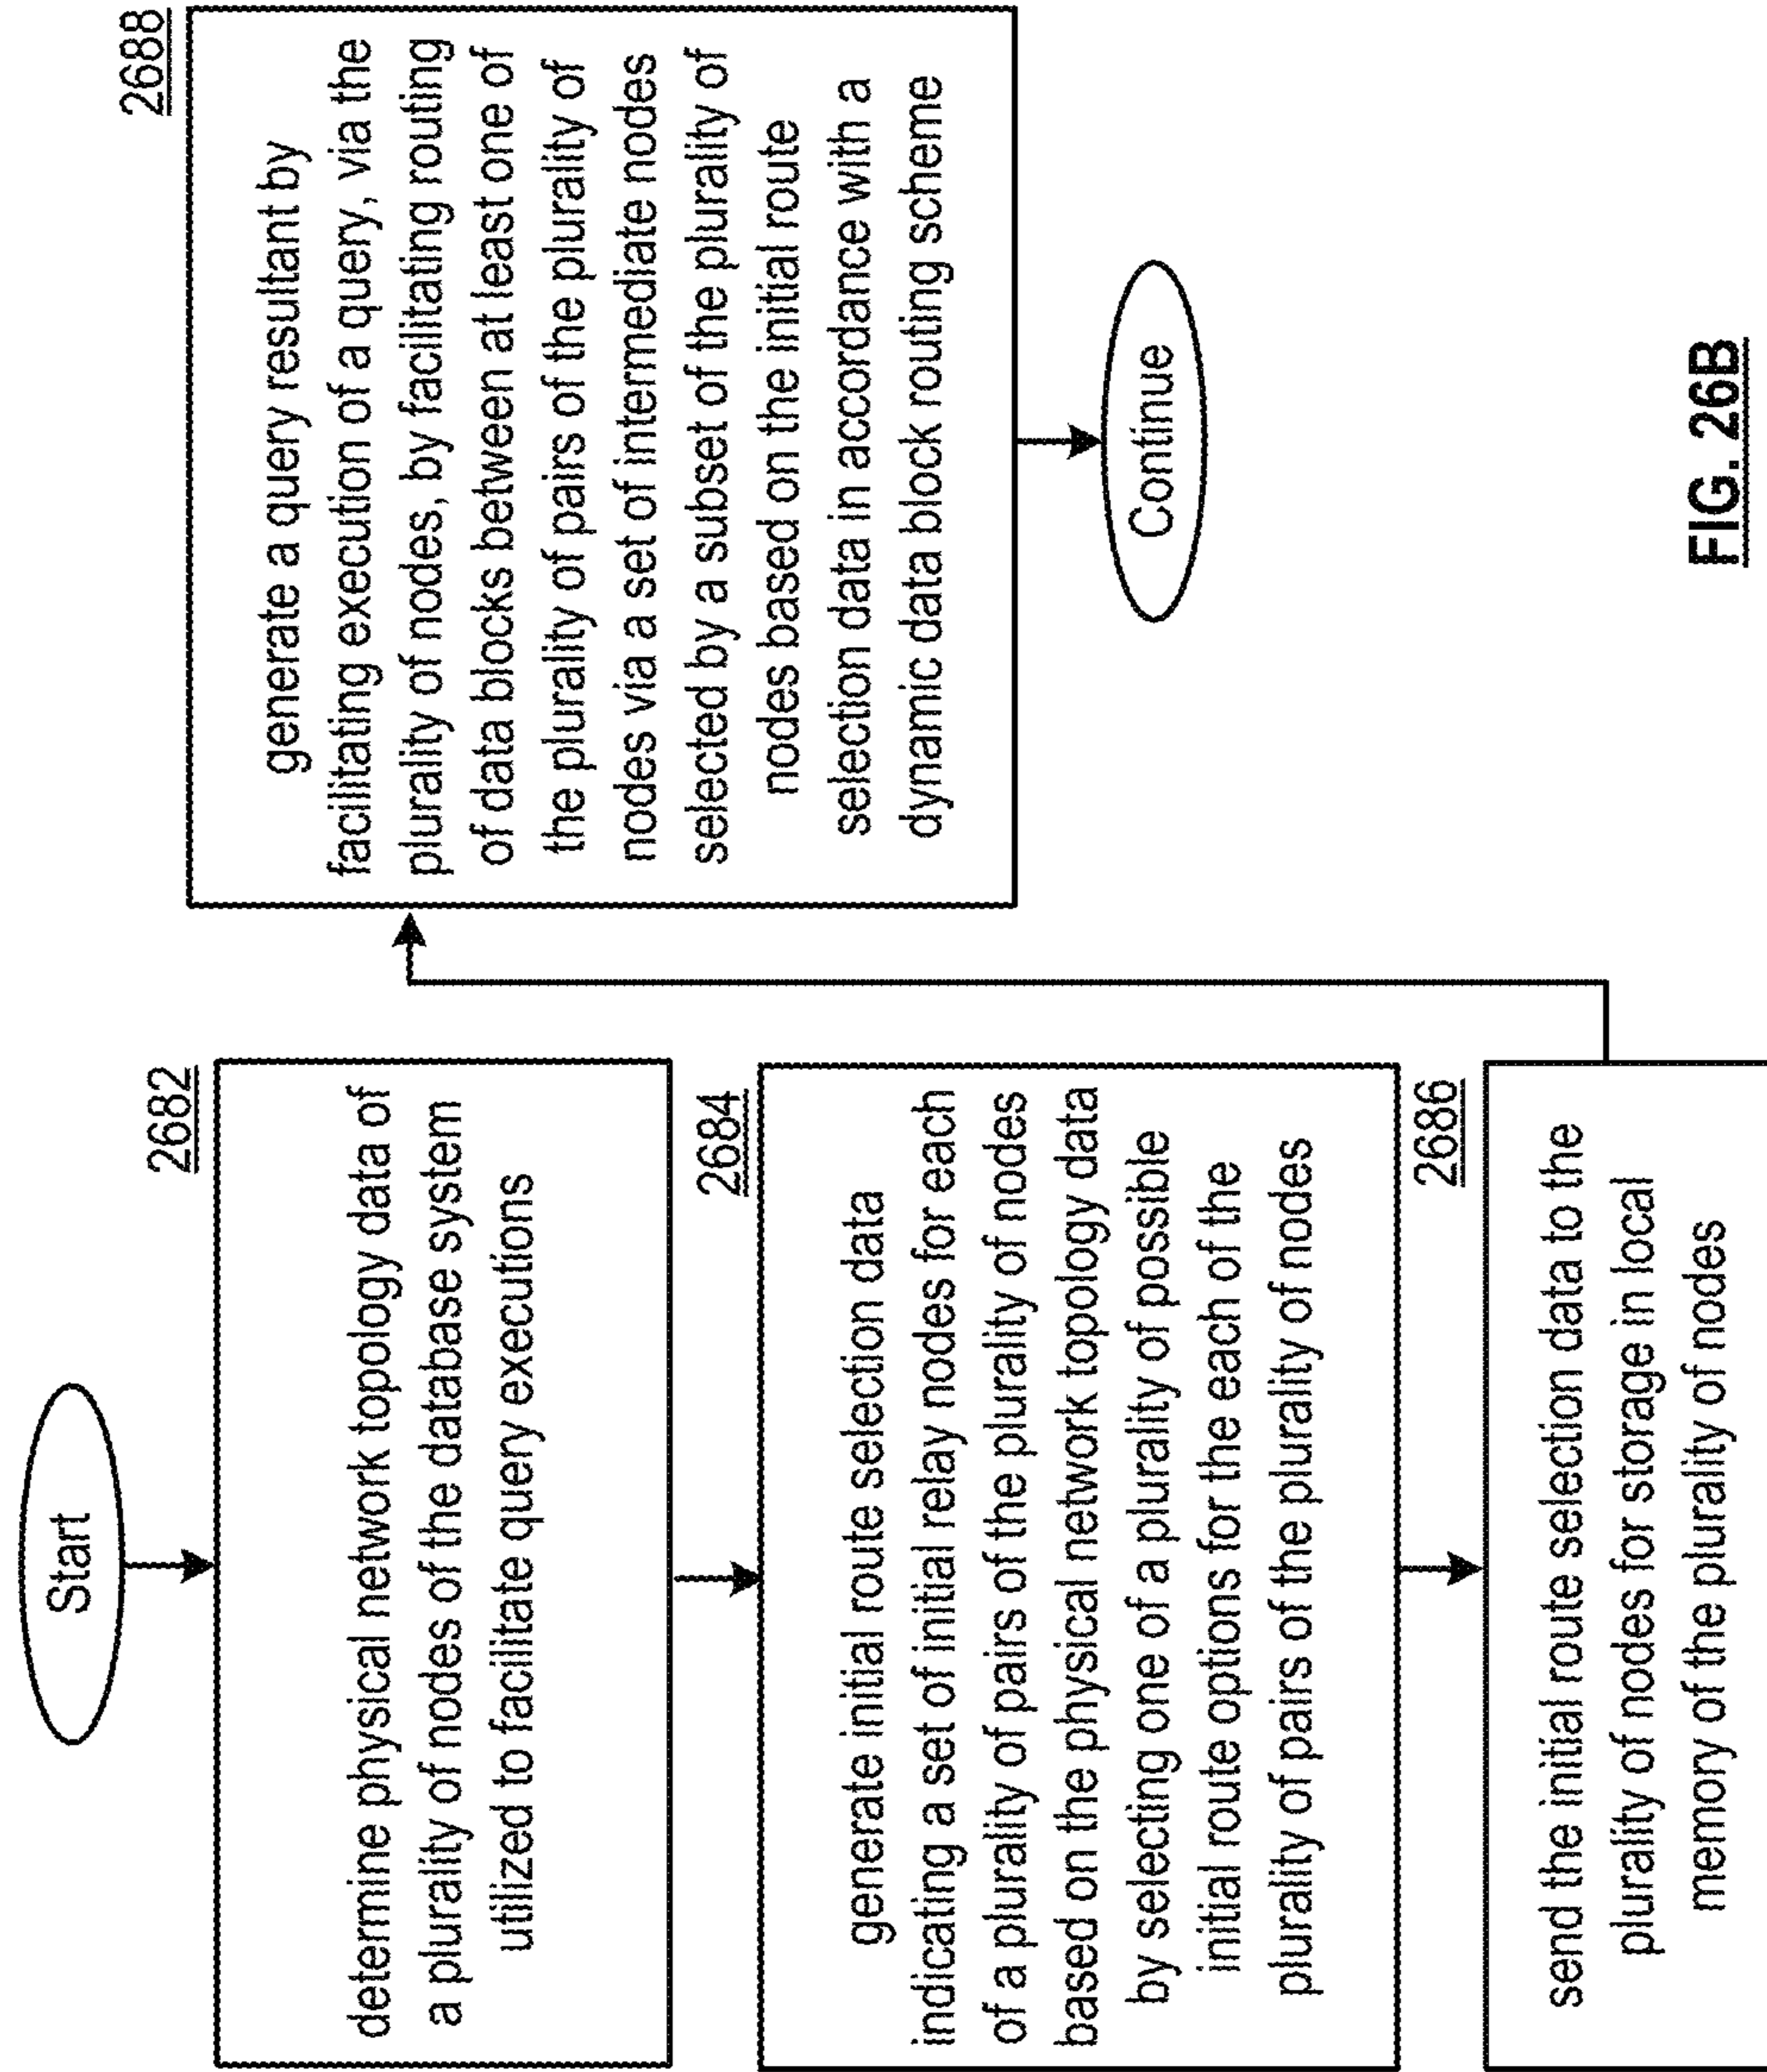 Start
2682
determine physical network topology data of
a plurality of nodes of the database system
utilized to facilitate query executions
2684
generate initial route selection data
indicating a set of initial relay nodes for each
of a plurality of pairs of the plurality of nodes
based on the physical network topology data
by selecting one of a plurality of possible
initial route options for the each of the
plurality of pairs of the plurality of nodes
2686
send the initial route selection data to the
plurality of nodes for storage in local
memory of the plurality of nodes
2688
generate a query resultant by
facilitating execution of a query, via the
plurality of nodes, by facilitating routing
of data blocks between at least one of
the plurality of pairs of the plurality of
nodes via a set of intermediate nodes
selected by a subset of the plurality of
nodes based on the initial route
selection data in accordance with a
dynamic data block routing scheme
Continue
FIG. 26B